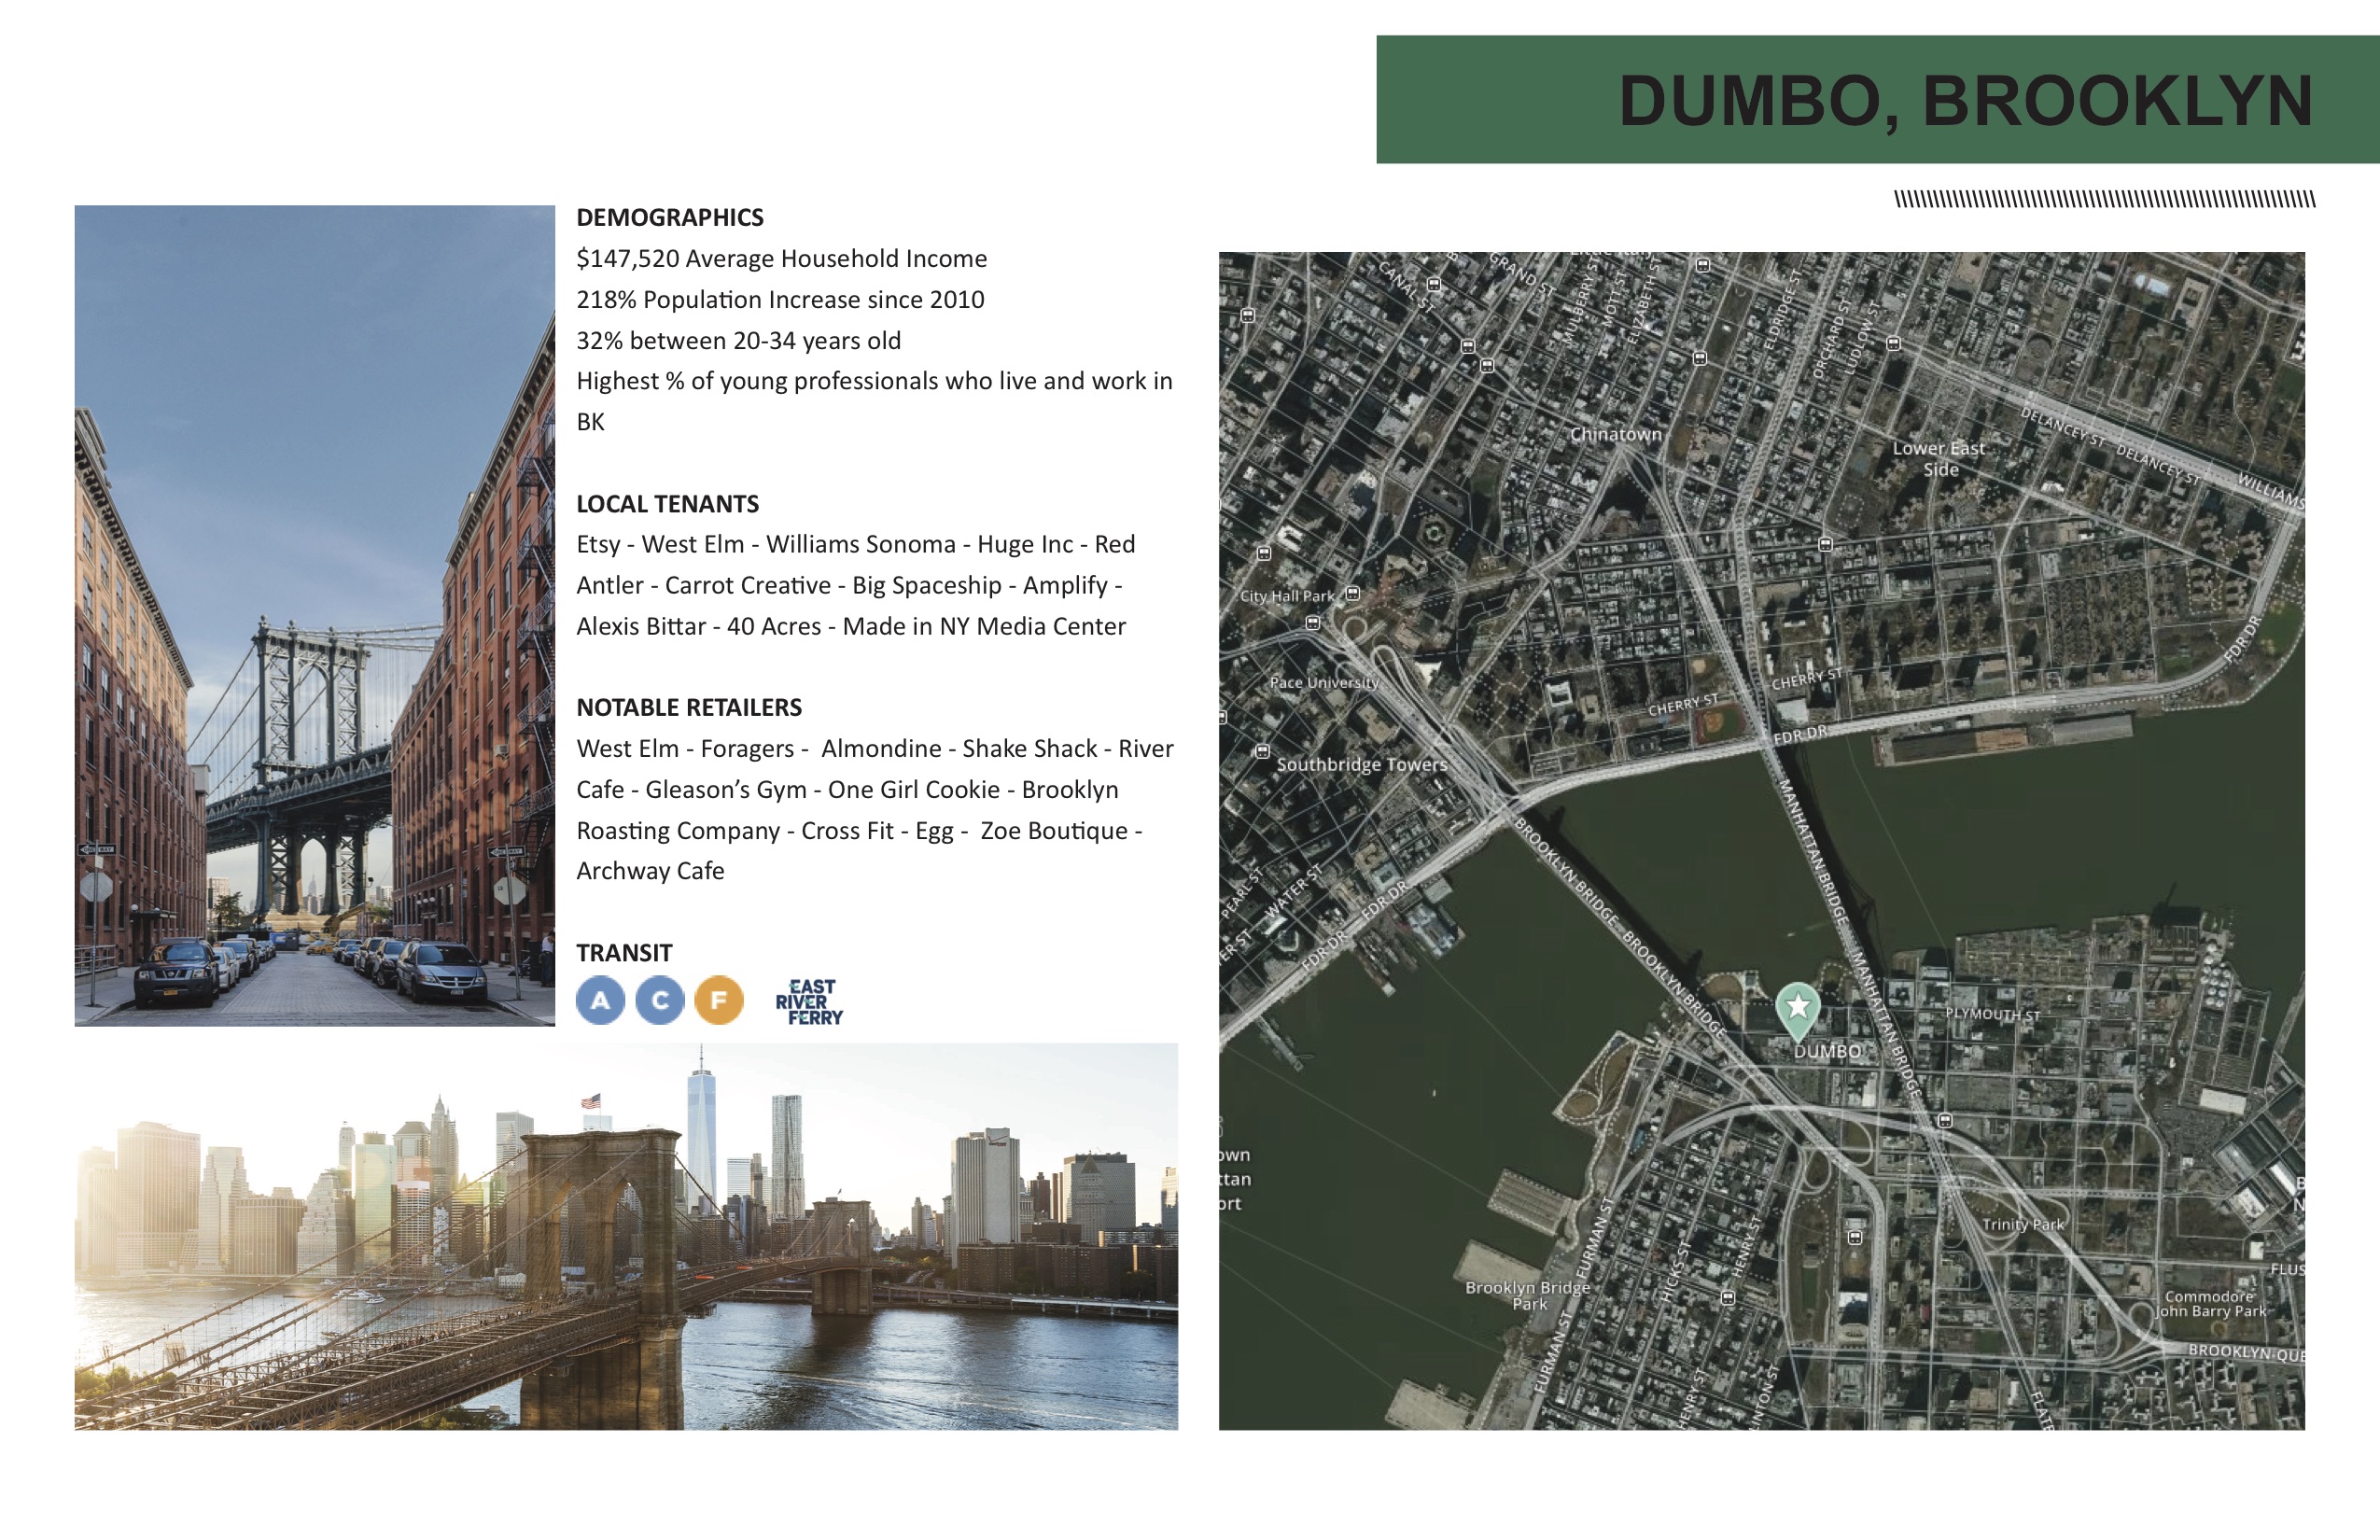 DUMBO, BROOKLYN
DEMOGRAPHICS
$147,520 Average Household Income
218% Population Increase since 2010
32% between 20-34 years old
Highest % of young professionals who live and work in
BK
LOCAL TENANTS
Etsy - West Elm - Williams Sonoma - Huge Inc - Red
Antler - Carrot Creative - Big Spaceship - Amplify -
Alexis Bittar - 40 Acres - Made in NY Media Center
NOTABLE RETAILERS
West Elm - Foragers -  Almondine - Shake Shack - River
Cafe - Gleason’s Gym - One Girl Cookie - Brooklyn
Roasting Company - Cross Fit - Egg -  Zoe Boutique -
Archway Cafe
TRANSIT
A C F
EAST
RIVER
FERRY
CANAL ST
GRAND ST
MULBERRY ST
MOTT ST
ELIZABETH ST
ELDRIDGE ST
ORCHARD ST
LUDLOW ST
Chinatown
Lower East
Side
DELANCEY ST
DELANCEY ST
WILLIAMS
City Hall Park
FDR DR
Pace University
CHERRY ST
CHERRY ST
FDR DR
Southbridge Towers
MANHATTAN BRIDGE
BROOKLYN BRIDGE
PEARL ST
WATER ST
FDR DR
FDR DR
ER ST
BROOKLYN BRIDGE
MANHATTAN BRIDGE
PLYMOUTH ST
DUMBO
own
ttan
ort
FURMAN ST
HICKS ST
HENRY ST
Trinity Park
FLUS
Brooklyn Bridge
Park
Commodore
John Barry Park
FURMAN ST
BROOKLYN-QUE
HENRY ST
LINTON ST
FLATB